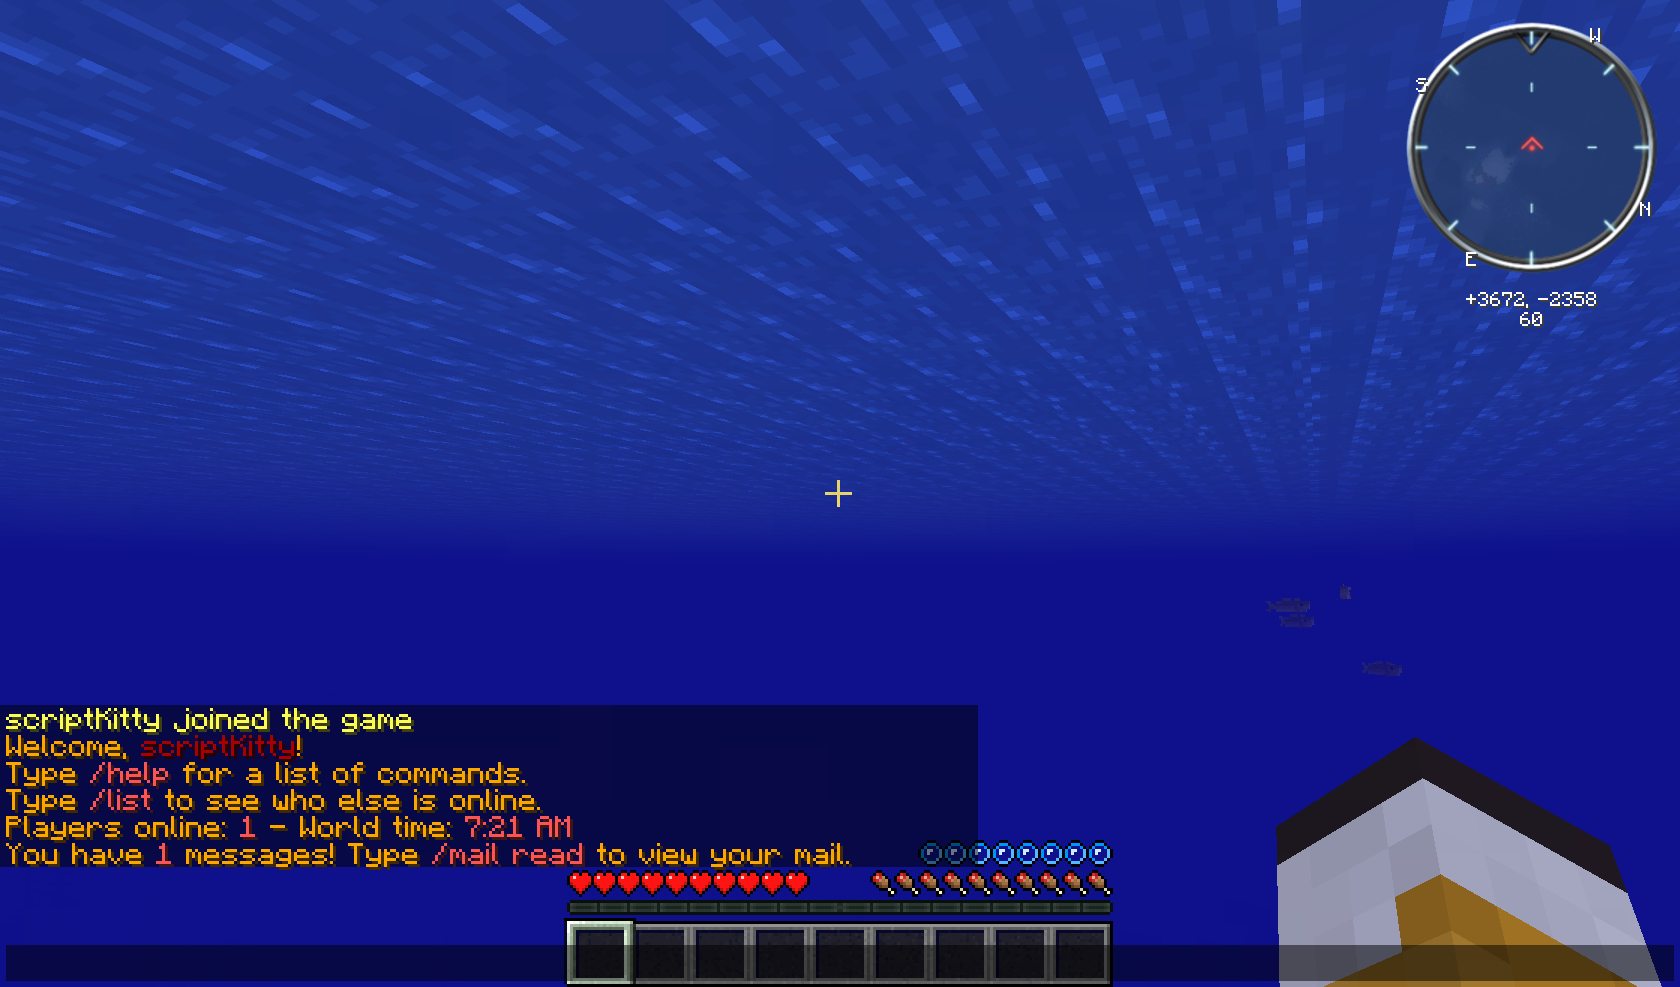 W
S
N
E
+3672, -2358
60
scriptKitty joined the game
Welcome, scriptKitty!
Type /help for a list of commands.
Type /list to see who else is online.
Players online: 1 - World time: 7:21 AM
You have 1 messages! Type /mail read to view your mail.